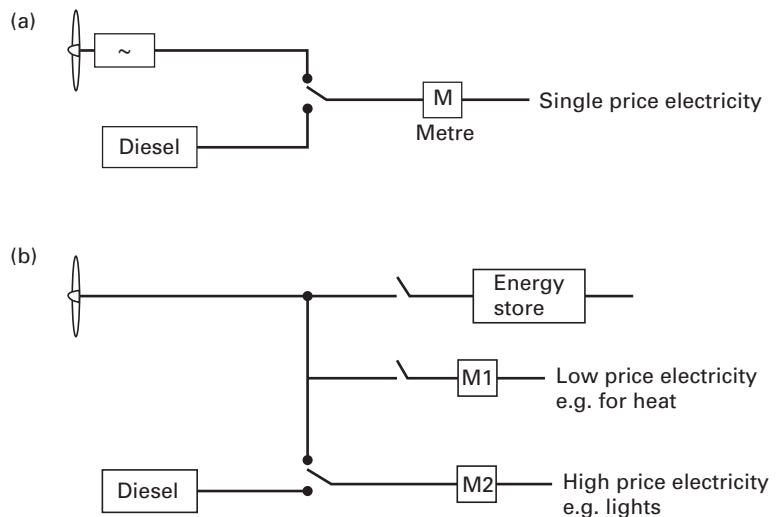 (a)
~
M
Single price electricity
Metre
Diesel
(b)
Energy
store
M1
Low price electricity
e.g. for heat
Diesel
M2
High price electricity
e.g. lights